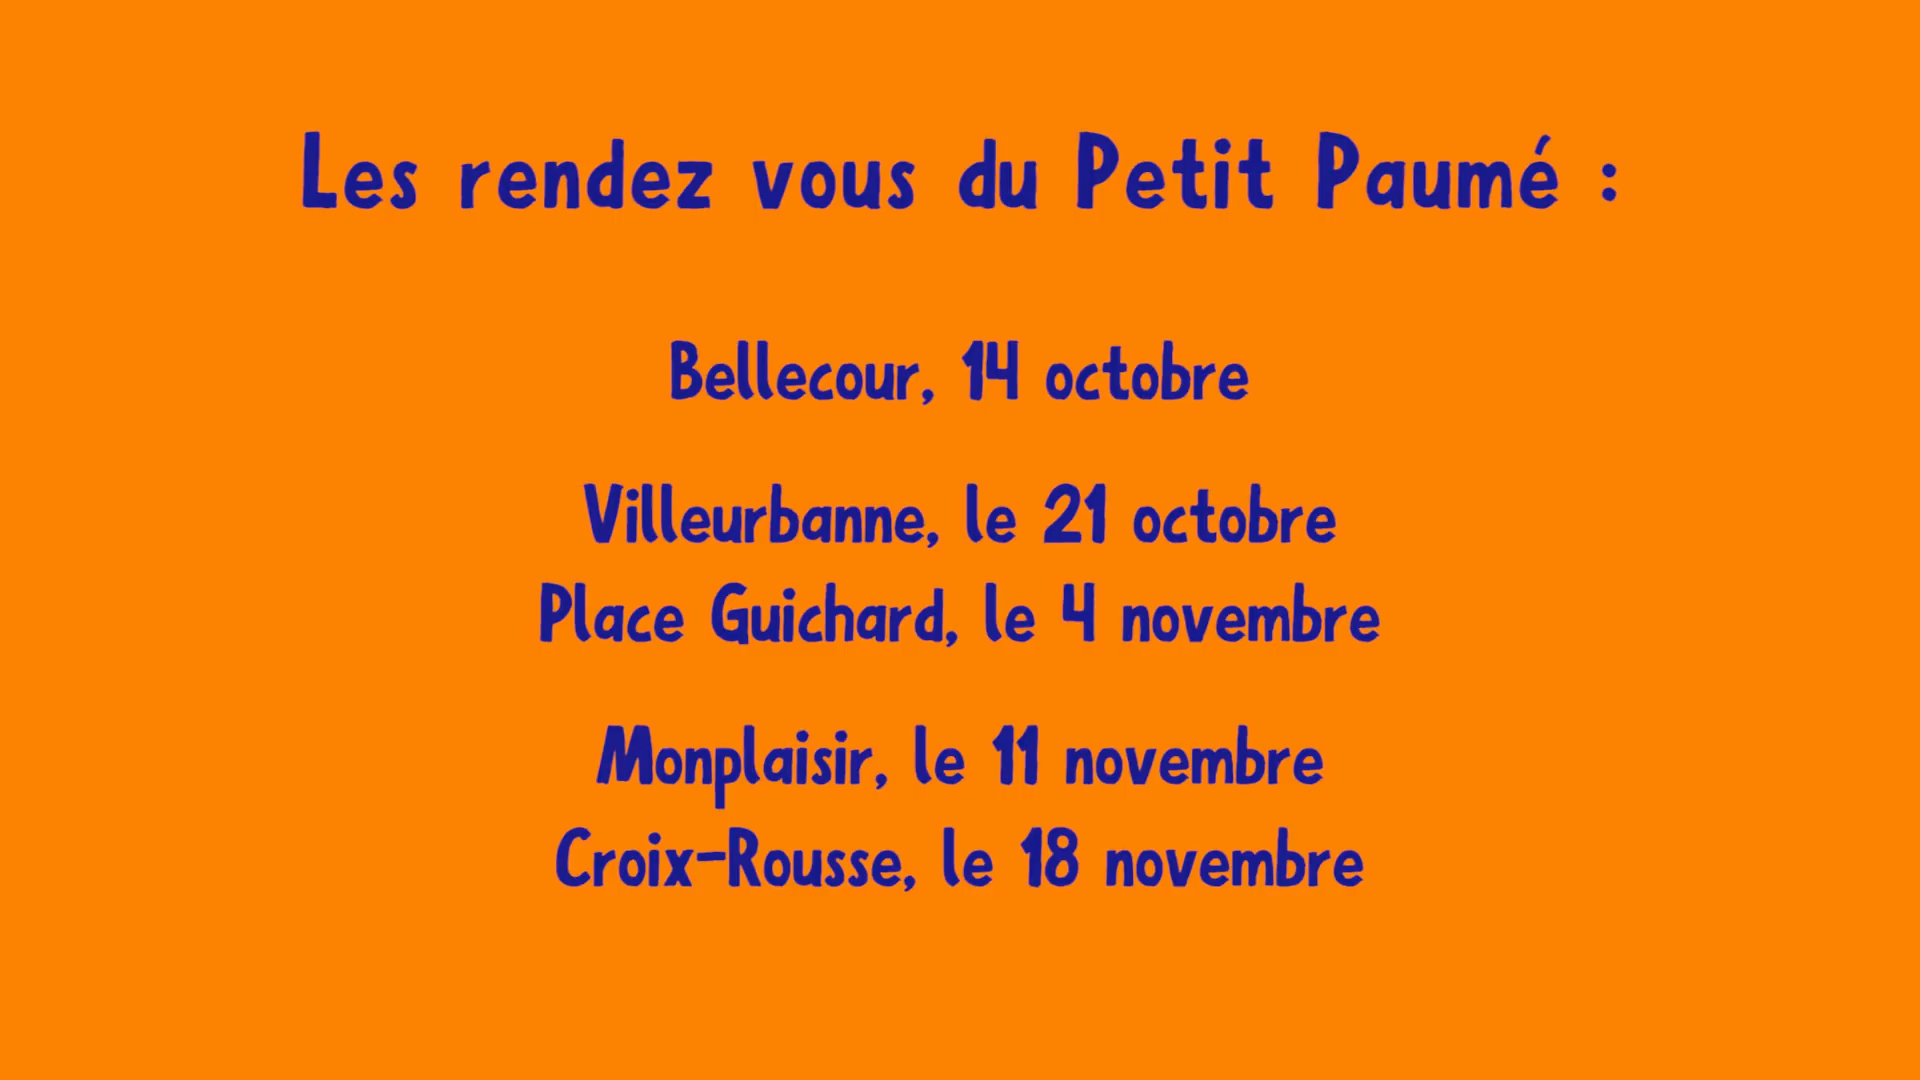 Les rendez vous du Petit Paumé :
Bellecour, 14 octobre
Villeurbanne, le 21 octobre
Place Guichard, le 4 novembre
Monplaisir, le 11 novembre
Croix-Rousse, le 18 novembre